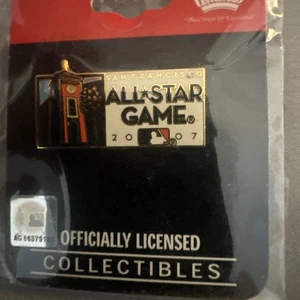 SAN FRANCISCO
ALL★STAR
GAME®
2007
OFFICIALLY LICENSED
COLLECTIBLES